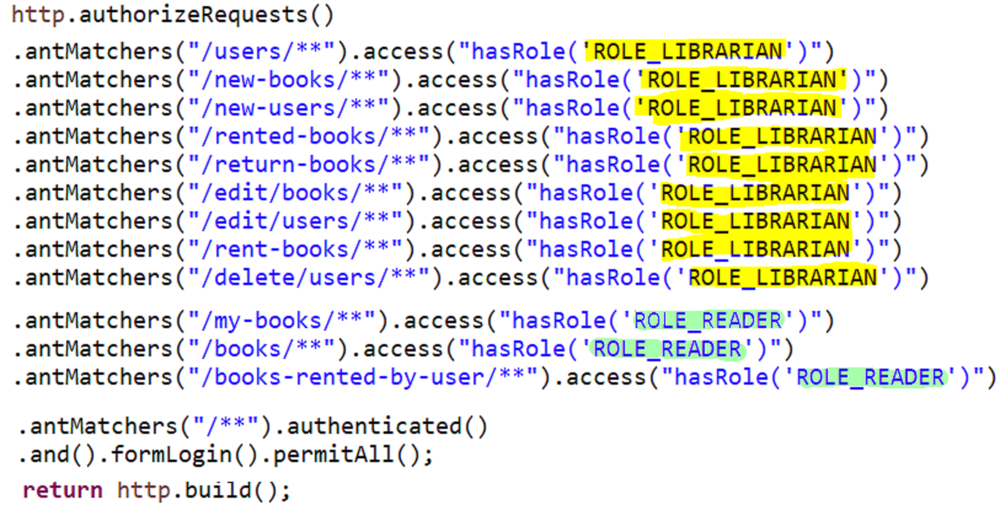 http.authorizeRequests()
.antMatchers("/users/**").access("hasRole('ROLE_LIBRARIAN')")
.antMatchers("/new-books/**").access("hasRole('ROLE_LIBRARIAN')")
.antMatchers("/new-users/**").access("hasRole('ROLE_LIBRARIAN')")
.antMatchers("/rented-books/**").access("hasRole('ROLE_LIBRARIAN')")
.antMatchers("/return-books/**").access("hasRole('ROLE_LIBRARIAN')")
.antMatchers("/edit/books/**").access("hasRole('ROLE_LIBRARIAN')")
.antMatchers("/edit/users/**").access("hasRole('ROLE_LIBRARIAN')")
.antMatchers("/rent-books/**").access("hasRole('ROLE_LIBRARIAN')")
.antMatchers("/delete/users/**").access("hasRole('ROLE_LIBRARIAN')")
.antMatchers("/my-books/**").access("hasRole('ROLE_READER')")
.antMatchers("/books/**").access("hasRole('ROLE_READER')")
.antMatchers("/books-rented-by-user/**").access("hasRole('ROLE_READER')")
.antMatchers("/**").authenticated()
.and().formLogin().permitAll();
return http.build();